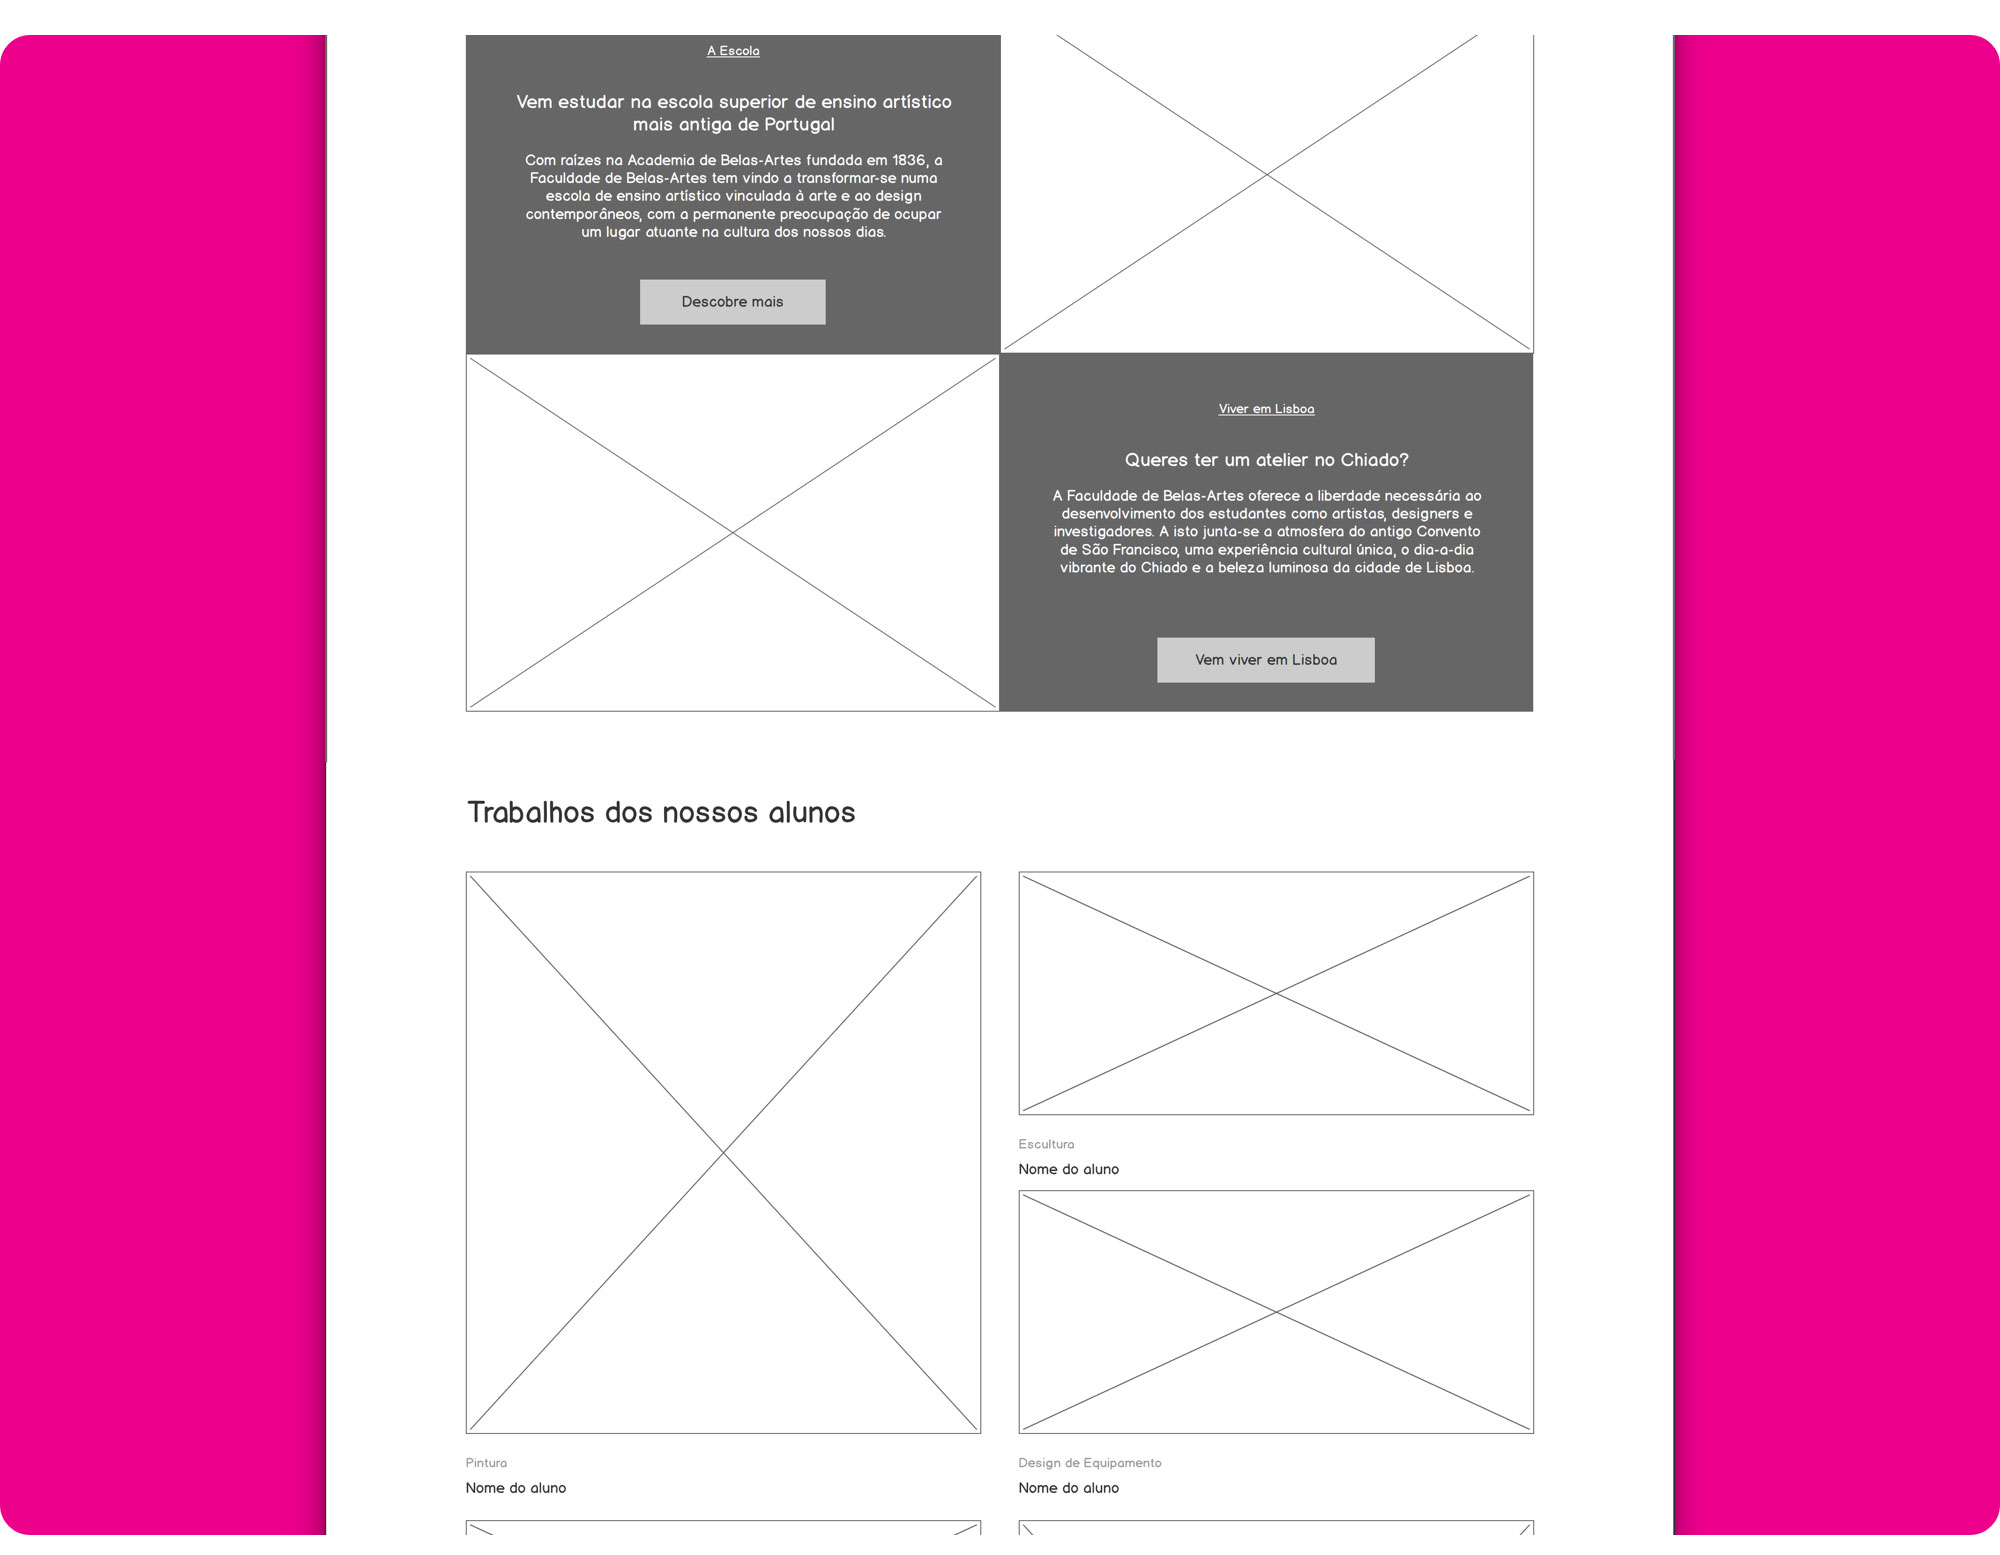 A Escola
Vem estudar na escola superior de ensino artístico
mais antiga de Portugal
Com raízes na Academia de Belas-Artes fundada em 1836, a
Faculdade de Belas-Artes tem vindo a transformar-se numa
escola de ensino artístico vinculada à arte e ao design
contemporâneos, com a permanente preocupação de ocupar
um lugar atuante na cultura dos nossos dias.
Descobre mais
Viver em Lisboa
Queres ter um atelier no Chiado?
A Faculdade de Belas-Artes oferece a liberdade necessária ao
desenvolvimento dos estudantes como artistas, designers e
investigadores. A isto junta-se a atmosfera do antigo Convento
de São Francisco, uma experiência cultural única, o dia-a-dia
vibrante do Chiado e a beleza luminosa da cidade de Lisboa.
Vem viver em Lisboa
Trabalhos dos nossos alunos
Escultura
Nome do aluno
Pintura
Nome do aluno
Design de Equipamento
Nome do aluno